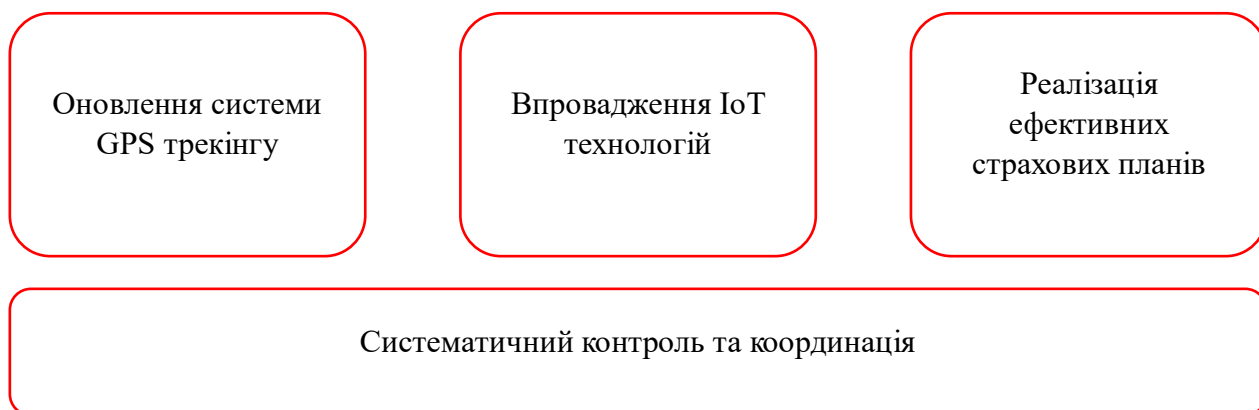 Оновлення системи
GPS трекінгу
Впровадження IoT
технологій
Реалізація
ефективних
страхових планів
Систематичний контроль та координація